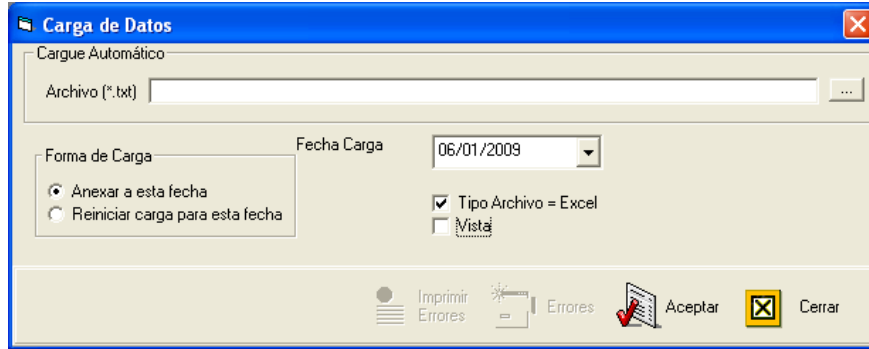 Carga de Datos
Cargue Automático
Archivo (*.txt)
...
Forma de Carga
Fecha Carga
06/01/2009
Anexar a esta fecha
Reiniciar carga para esta fecha
Tipo Archivo = Excel
Vista
Imprimir
Errores
Errores
Aceptar
Cerrar